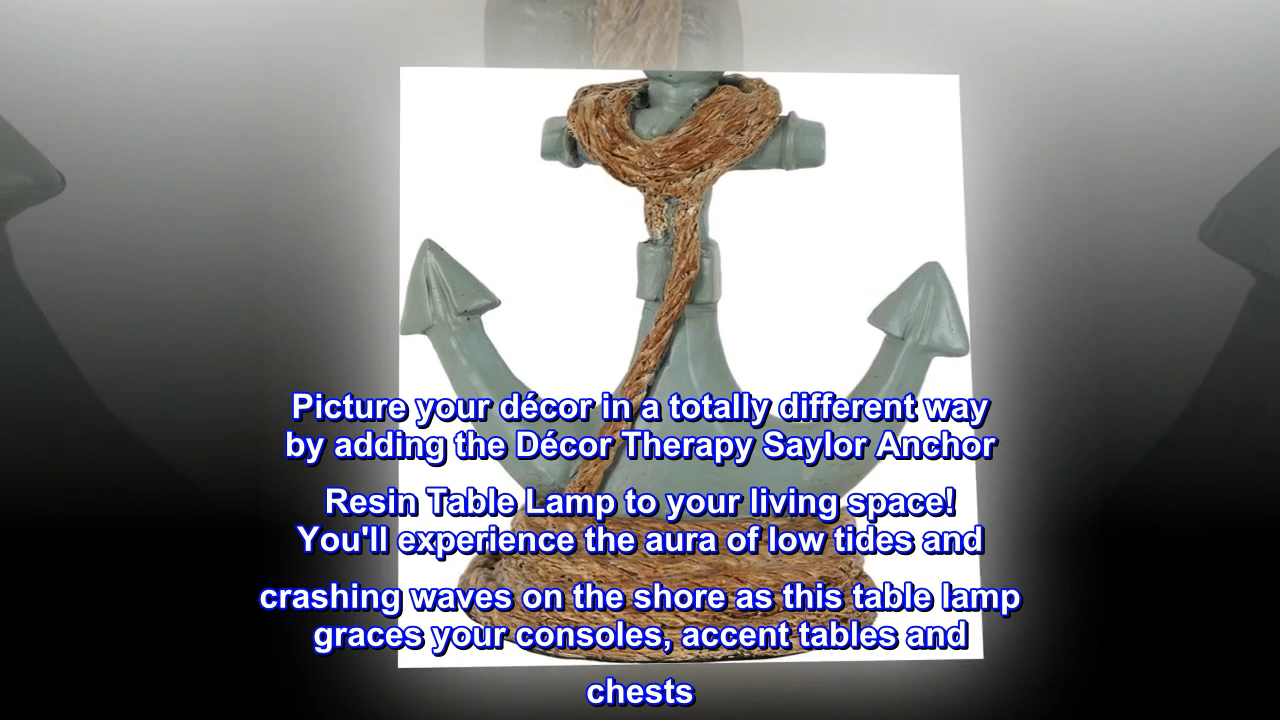 Picture your décor in a totally different way
by adding the Décor Therapy Saylor Anchor
Resin Table Lamp to your living space!
You'll experience the aura of low tides and
crashing waves on the shore as this table lamp
graces your consoles, accent tables and
chests